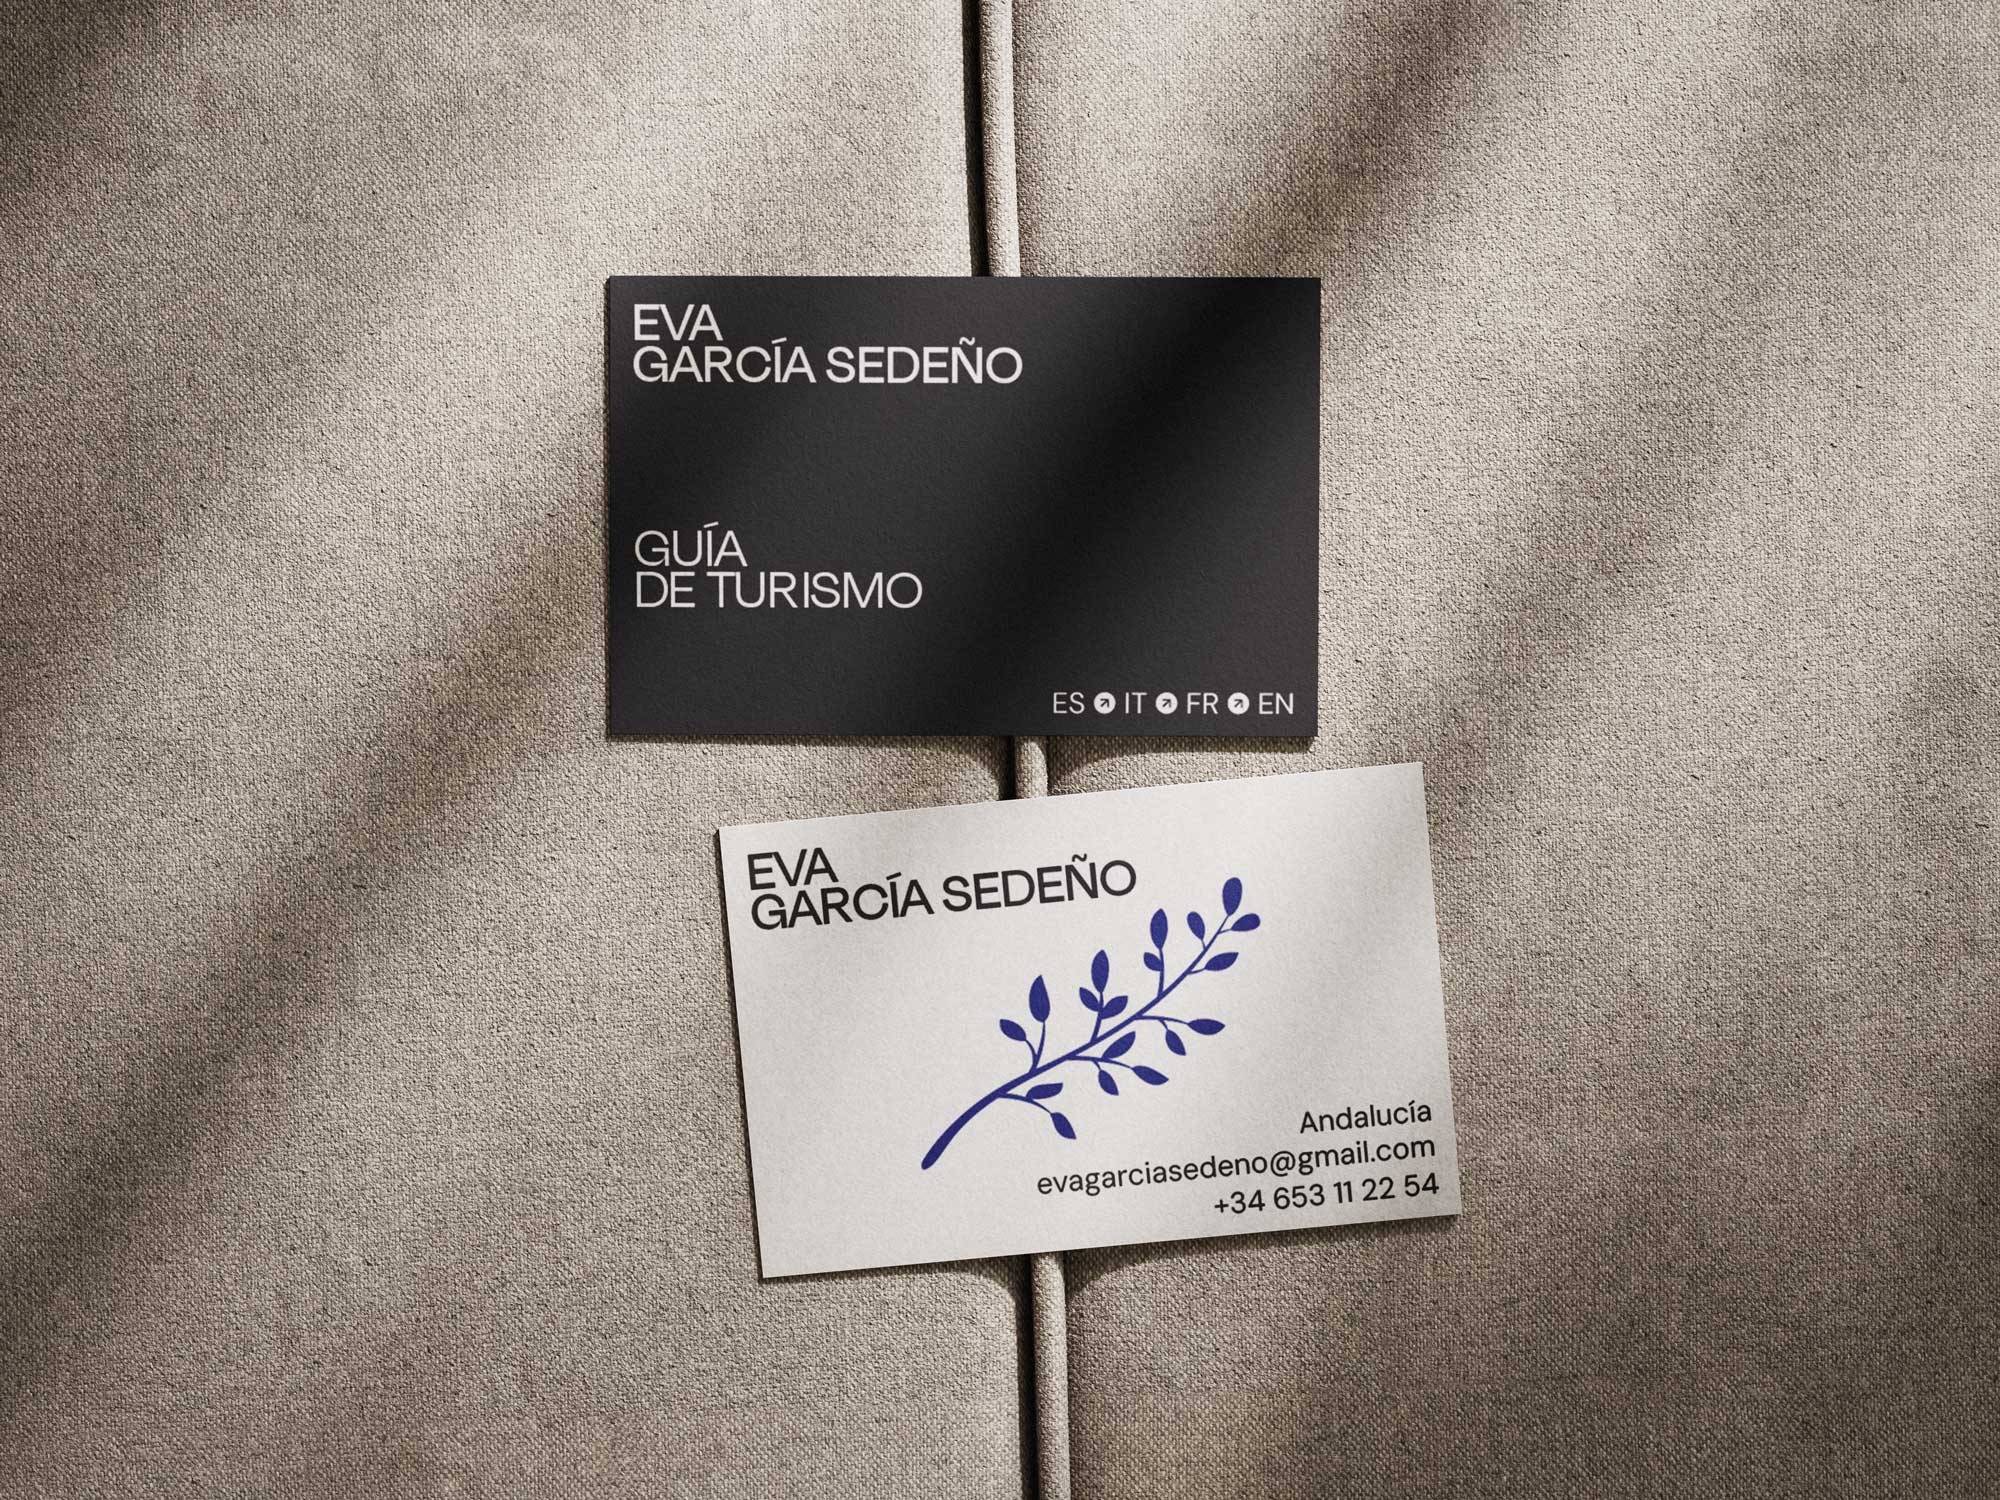 EVA
GARCÍA SEDEÑO
GUÍA
DE TURISMO
ES IT FR EN
EVA
GARCÍA SEDEÑO
Andalucía
evagarciasedeno@gmail.com
+34 653 11 22 54